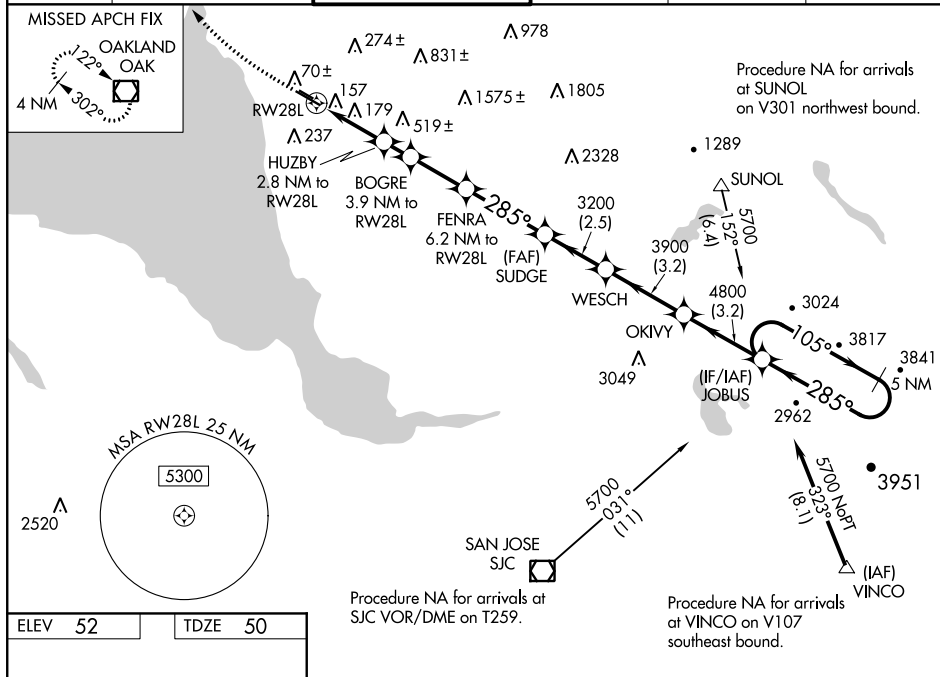 MISSED APCH FIX
OAKLAND
OAK
122°
302°
4 NM
274±
831±
978
70±
157
RW28L
179
519±
1575±
1805
237
2328
Procedure NA for arrivals
at SUNOL
on V301 northwest bound.
1289
SUNOL
HUZBY
2.8 NM to
RW28L
BOGRE
3.9 NM to
RW28L
FENRA
6.2 NM to
RW28L
285°
(FAF)
SUDGE
3200
(2.5)
WESCH
3900
(3.2)
OKIVY
4800
(3.2)
5700
152°
(6.4)
3024
3817
3841
105°
5 NM
285°
(IF/IAF)
JOBUS
3049
2962
3951
MSA RW28L 25 NM
5300
2520
5700
031°
(11)
5700 NoPT
323°
(8.1)
SAN JOSE
SJC
(IAF)
VINCO
Procedure NA for arrivals at
SJC VOR/DME on T259.
Procedure NA for arrivals
at VINCO on V107
southeast bound.
ELEV 52
TDZE 50